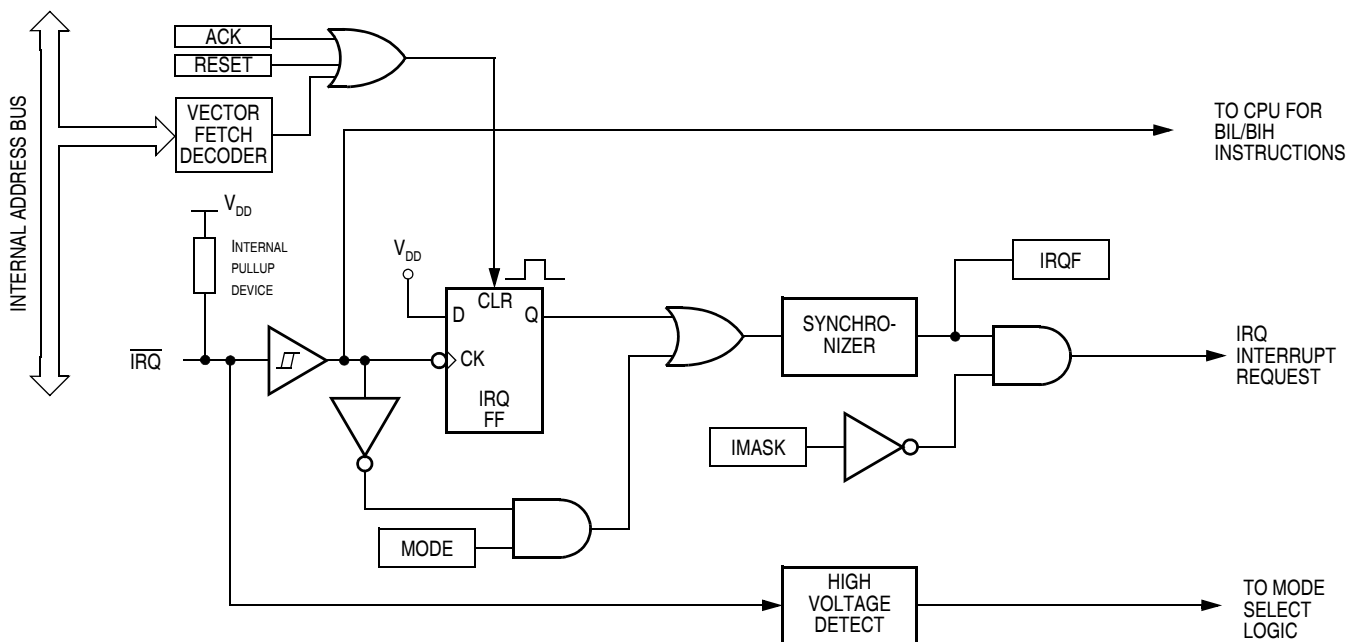 INTERNAL ADDRESS BUS
ACK
RESET
VECTOR
FETCH
DECODER
TO CPU FOR
BIL/BIH
INSTRUCTIONS
VDD
INTERNAL
PULLUP
DEVICE
VDD
CLR
D
Q
CK
IRQ
FF
IRQ
SYNCHRO-
NIZER
IRQF
IRQ
INTERRUPT
REQUEST
IMASK
MODE
HIGH
VOLTAGE
DETECT
TO MODE
SELECT
LOGIC